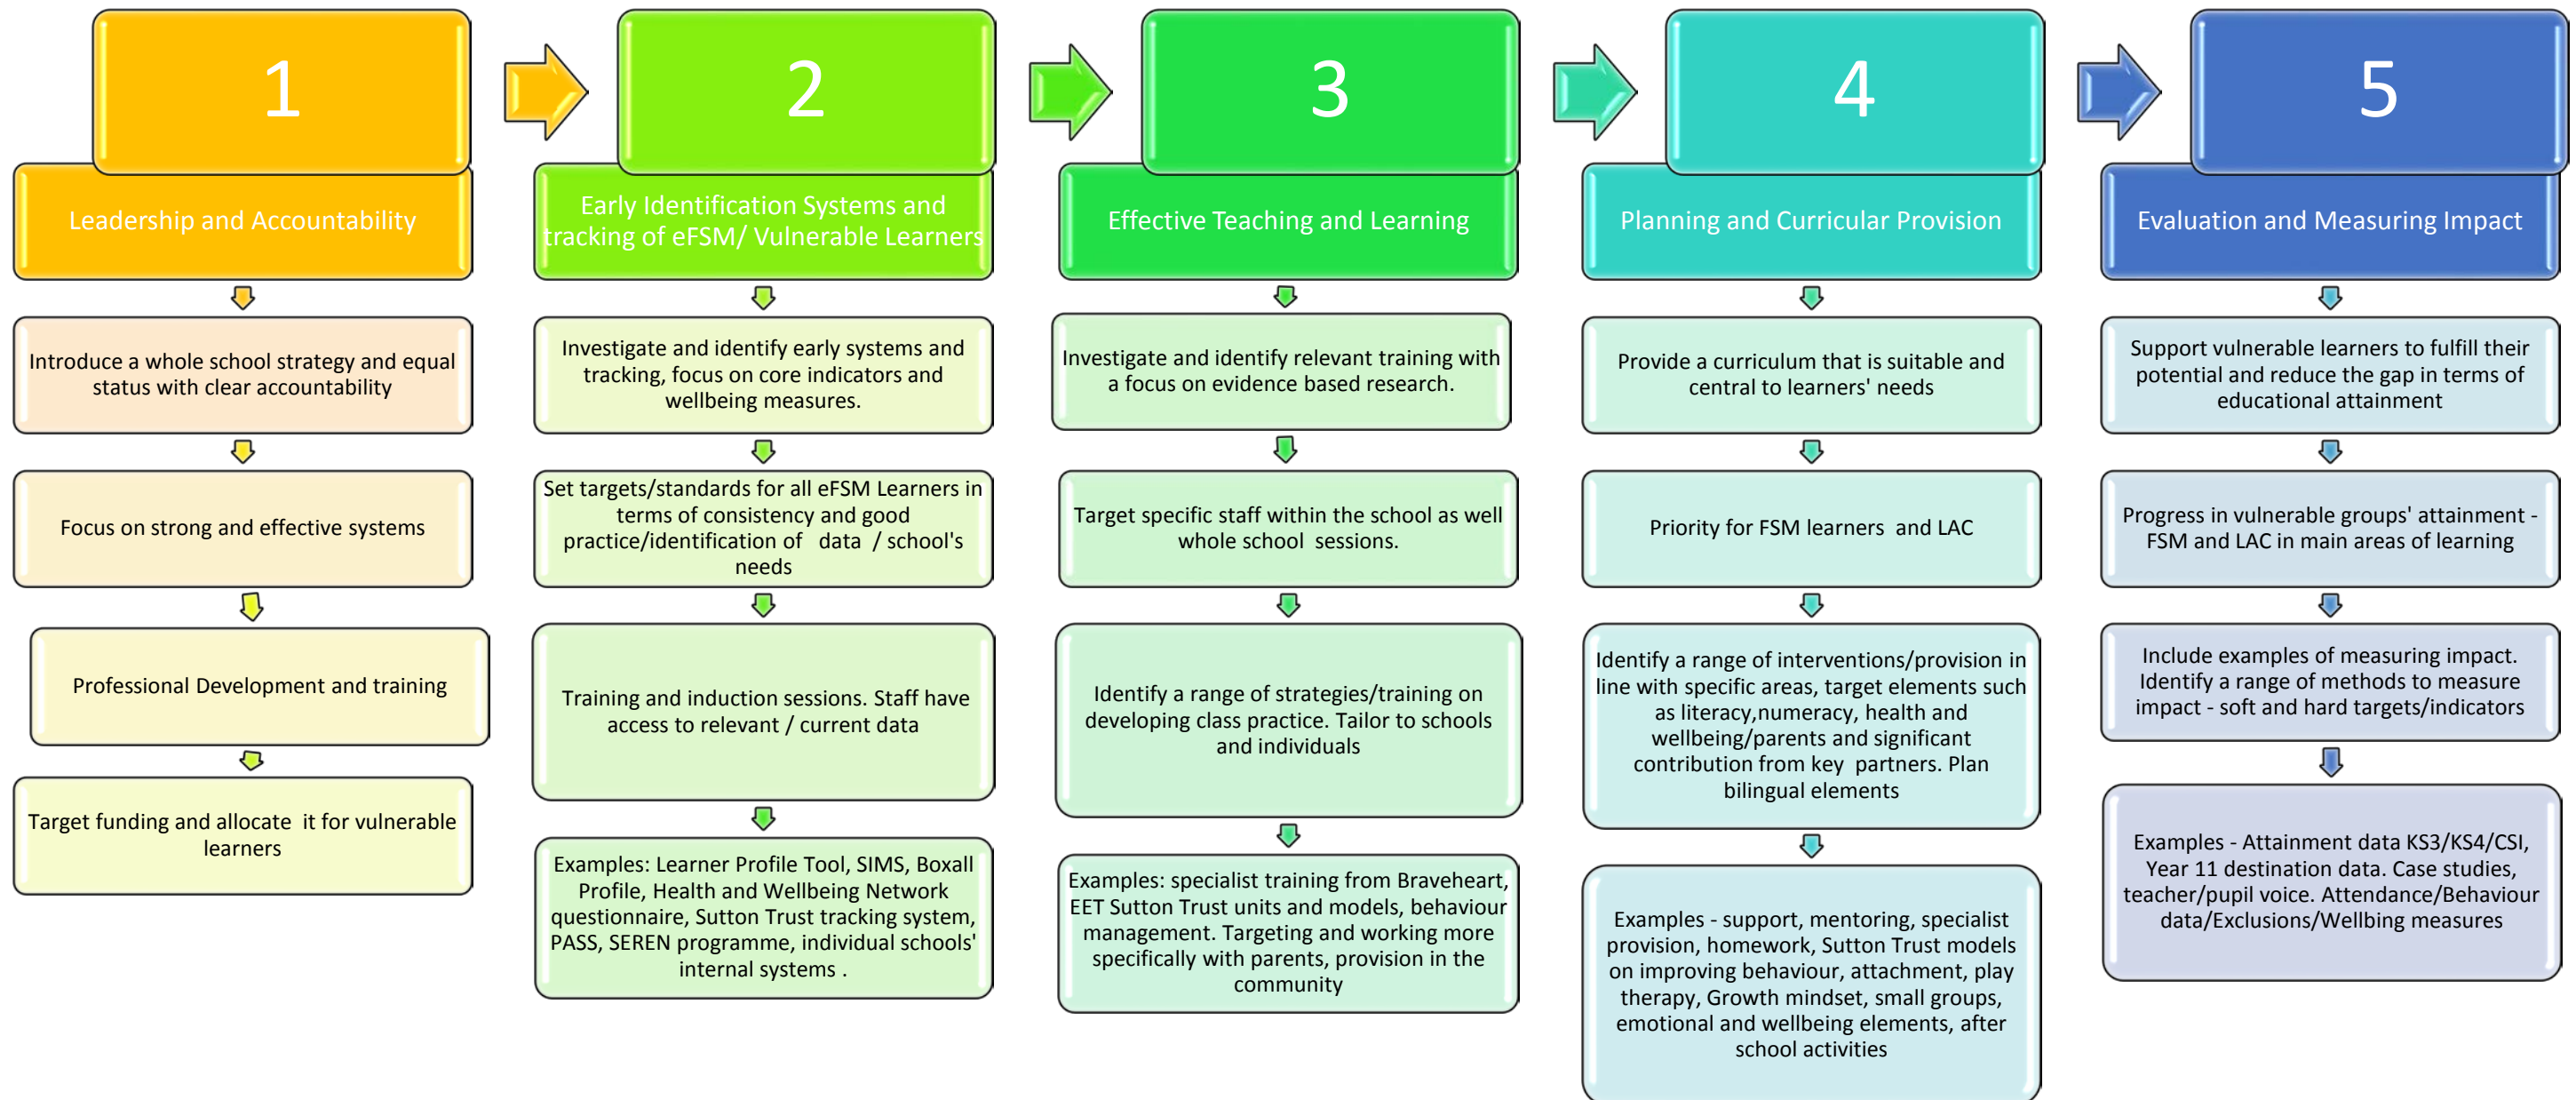 1
Leadership and Accountability
Introduce a whole school strategy and equal
status with clear accountability
Focus on strong and effective systems
Professional Development and training
Target funding and allocate it for vulnerable
learners
2
Early Identification Systems and
tracking of eFSM/ Vulnerable Learners
Investigate and identify early systems and
tracking, focus on core indicators and
wellbeing measures.
Set targets/standards for all eFSM Learners in
terms of consistency and good
practice/identification of data / school's
needs
Training and induction sessions. Staff have
access to relevant / current data
Examples: Learner Profile Tool, SIMS, Boxall
Profile, Health and Wellbeing Network
questionnaire, Sutton Trust tracking system,
PASS, SEREN programme, individual schools'
internal systems .
3
Effective Teaching and Learning
Investigate and identify relevant training with
a focus on evidence based research.
Target specific staff within the school as well
whole school sessions.
Identify a range of strategies/training on
developing class practice. Tailor to schools
and individuals
Examples: specialist training from Braveheart,
EET Sutton Trust units and models, behaviour
management. Targeting and working more
specifically with parents, provision in the
community
4
Planning and Curricular Provision
Provide a curriculum that is suitable and
central to learners' needs
Priority for FSM learners and LAC
Identify a range of interventions/provision in
line with specific areas, target elements such
as literacy,numeracy, health and
wellbeing/parents and significant
contribution from key partners. Plan
bilingual elements
Examples - support, mentoring, specialist
provision, homework, Sutton Trust models
on improving behaviour, attachment, play
therapy, Growth mindset, small groups,
emotional and wellbeing elements, after
school activities
5
Evaluation and Measuring Impact
Support vulnerable learners to fulfill their
potential and reduce the gap in terms of
educational attainment
Progress in vulnerable groups' attainment -
FSM and LAC in main areas of learning
Include examples of measuring impact.
Identify a range of methods to measure
impact - soft and hard targets/indicators
Examples - Attainment data KS3/KS4/CSI,
Year 11 destination data. Case studies,
teacher/pupil voice. Attendance/Behaviour
data/Exclusions/Wellbing measures